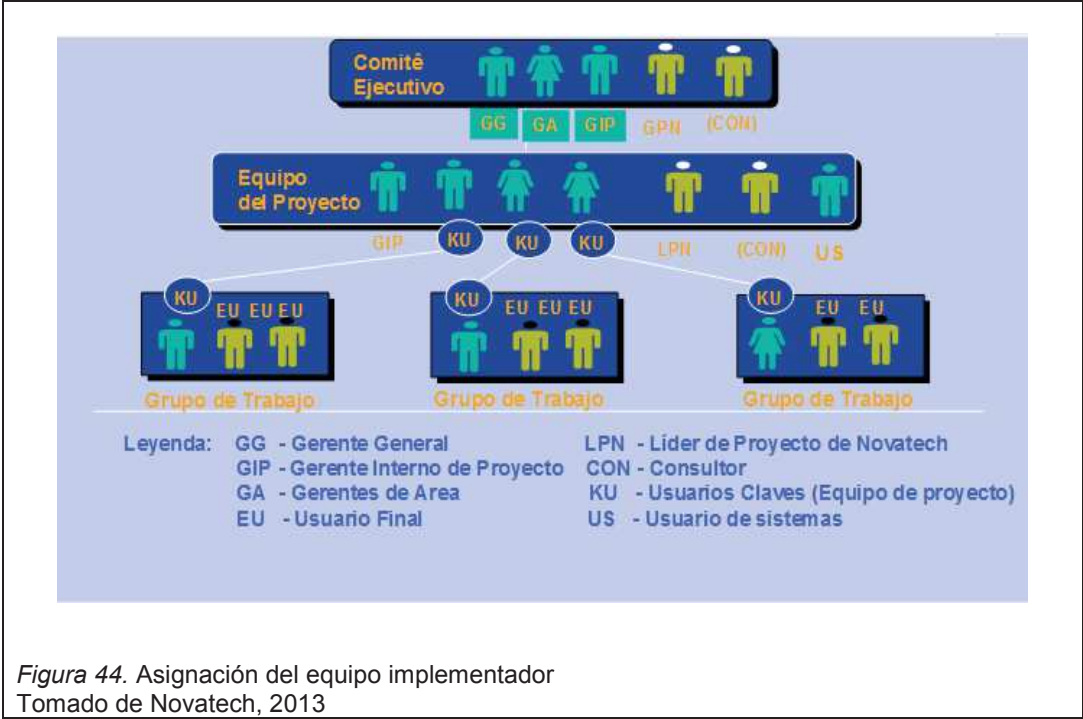 Comitê
Ejecutivo
GG GA GIP GPN (CON)
Equipo
del Proyecto
GIP KU KU KU LPN (CON) US
KU EU EU EU
KU EU EU EU
KU EU EU
Grupo de Trabajo Grupo de Trabajo Grupo de Trabajo
Leyenda: GG - Gerente General
GIP - Gerente Interno de Proyecto
GA - Gerentes de Area
EU - Usuario Final
LPN - Líder de Proyecto de Novatech
CON - Consultor
KU - Usuarios Claves (Equipo de proyecto)
US - Usuario de sistemas
Figura 44. Asignación del equipo implementador
Tomado de Novatech, 2013